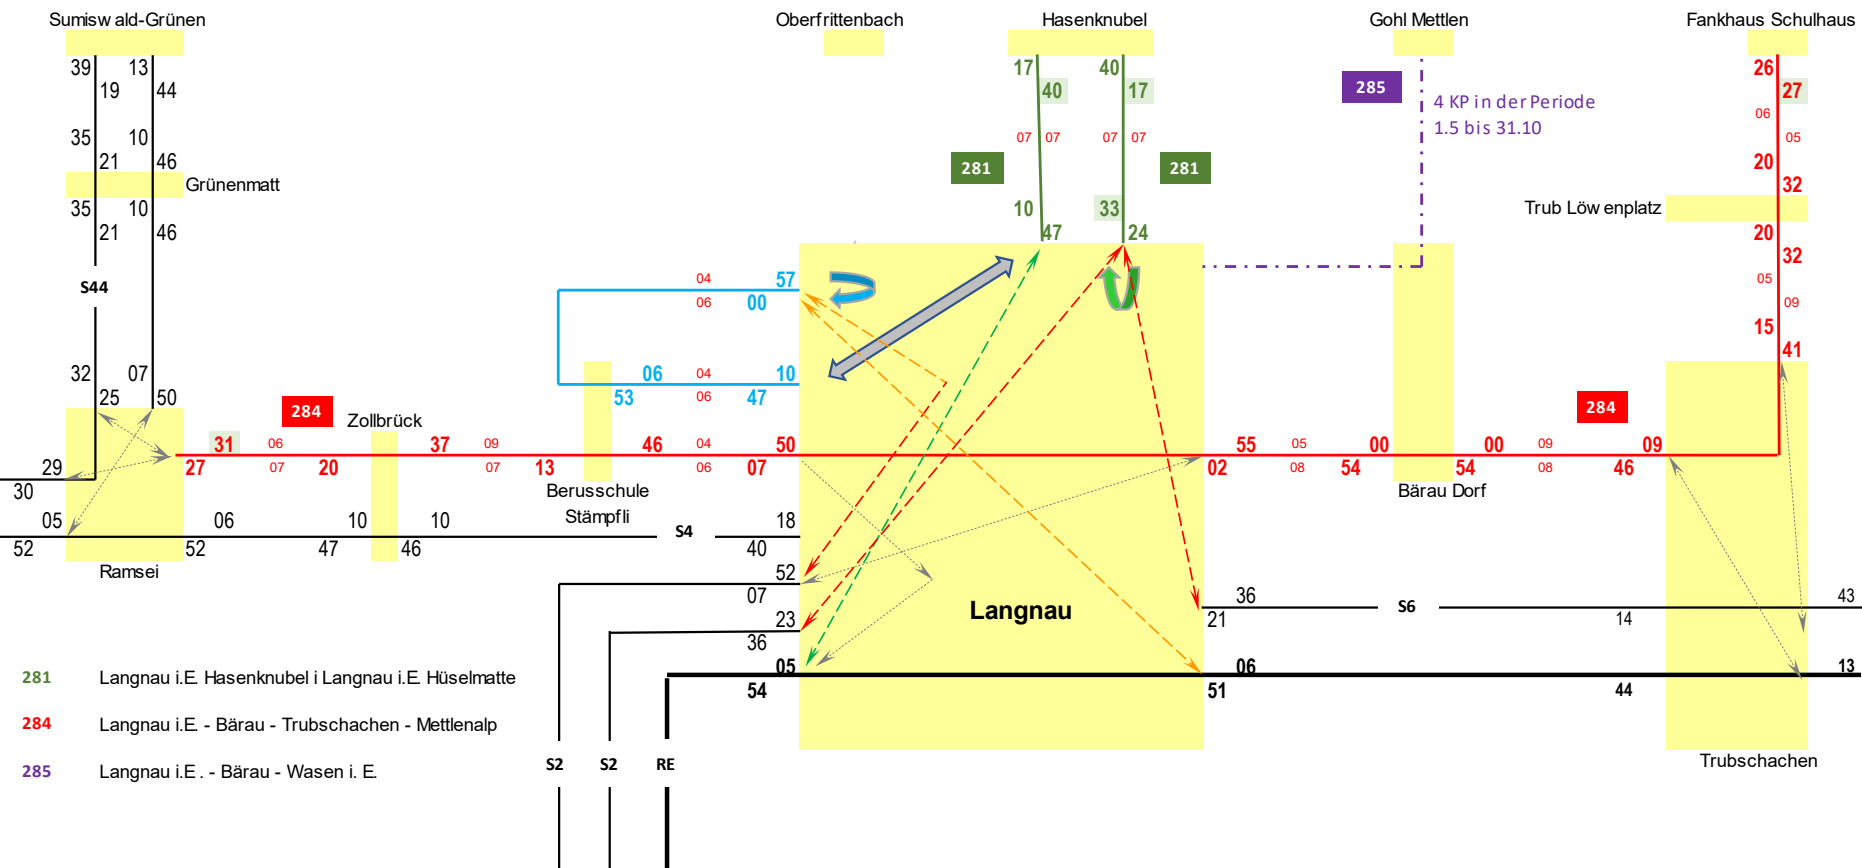 Sumisw ald-Grünen Oberfrittenbach Hasenknubel Gohl Mettlen Fankhaus Schulhaus
39 13 17 40 26
19 44 40 17 285 27
4 KP in der Periode
06
1.5 bis 31.10
35 10 07 07 07 07 05
21 46 281 281 20
Grünenmatt 32
35 10 10 33 Trub Löw enplatz
21 46 47 24 20
32
S44 04 57 05
06 00 09
15
41
32 07 06 04 10
25 50 53 06 47
284 Zollbrück 284
31 06 37 09 46 04 50 55 05 00 00 09 09
27 07 20 07 13 06 07 02 08 54 54 08 46
29
30
Berusschule Bärau Dorf
Stämpfli
05 06 10 10 18
52 52 47 46 S4 40
Ramsei 52
07 36 43
Langnau S6
23 21 14
36
05 06 13
54 51 44
281 Langnau i.E. Hasenknubel i Langnau i.E. Hüselmatte
284 Langnau i.E. - Bärau - Trubschachen - Mettlenalp
285 Langnau i.E . - Bärau - Wasen i. E.
S2 S2 RE
Trubschachen